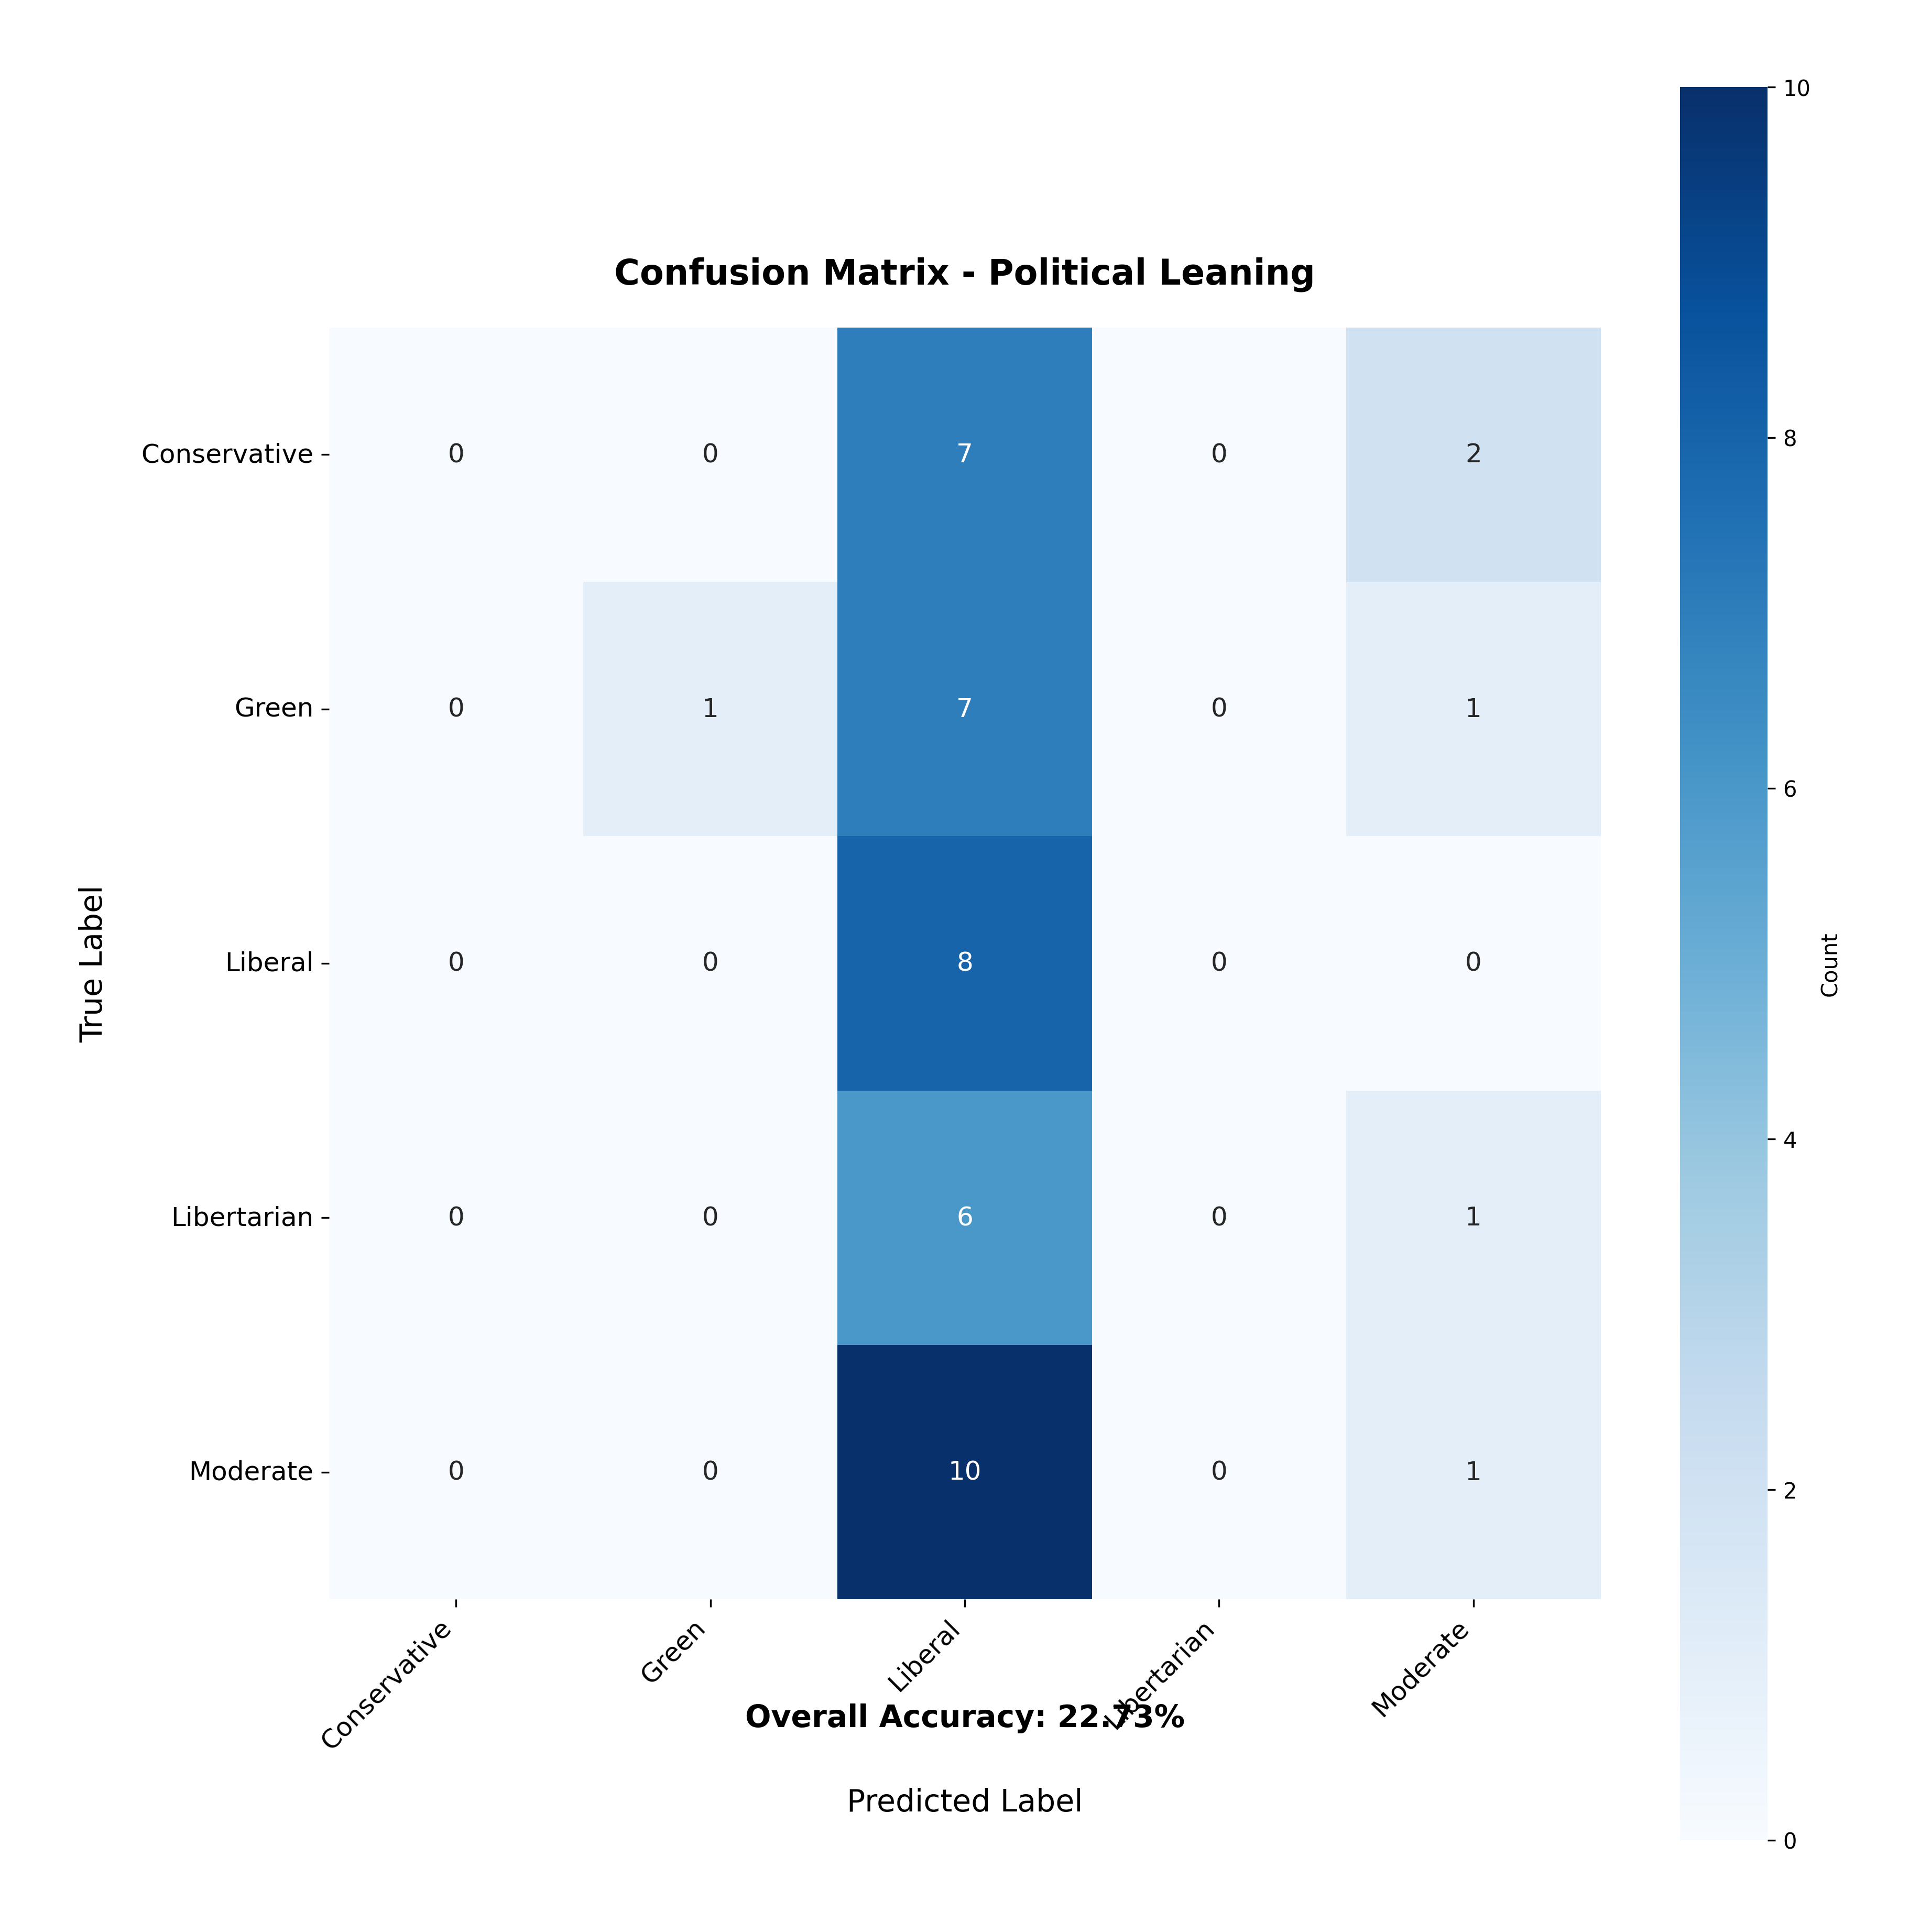 Confusion Matrix - Political Leaning
10
8
6
4
2
0
Count
True Label
Conservative 0 0 7 0 2
Green 0 1 7 0 1
Liberal 0 0 8 0 0
Libertarian 0 0 6 0 1
Moderate 0 0 10 0 1
Conservative Green Liberal Libertarian Moderate
Overall Accuracy: 22.73%
Predicted Label